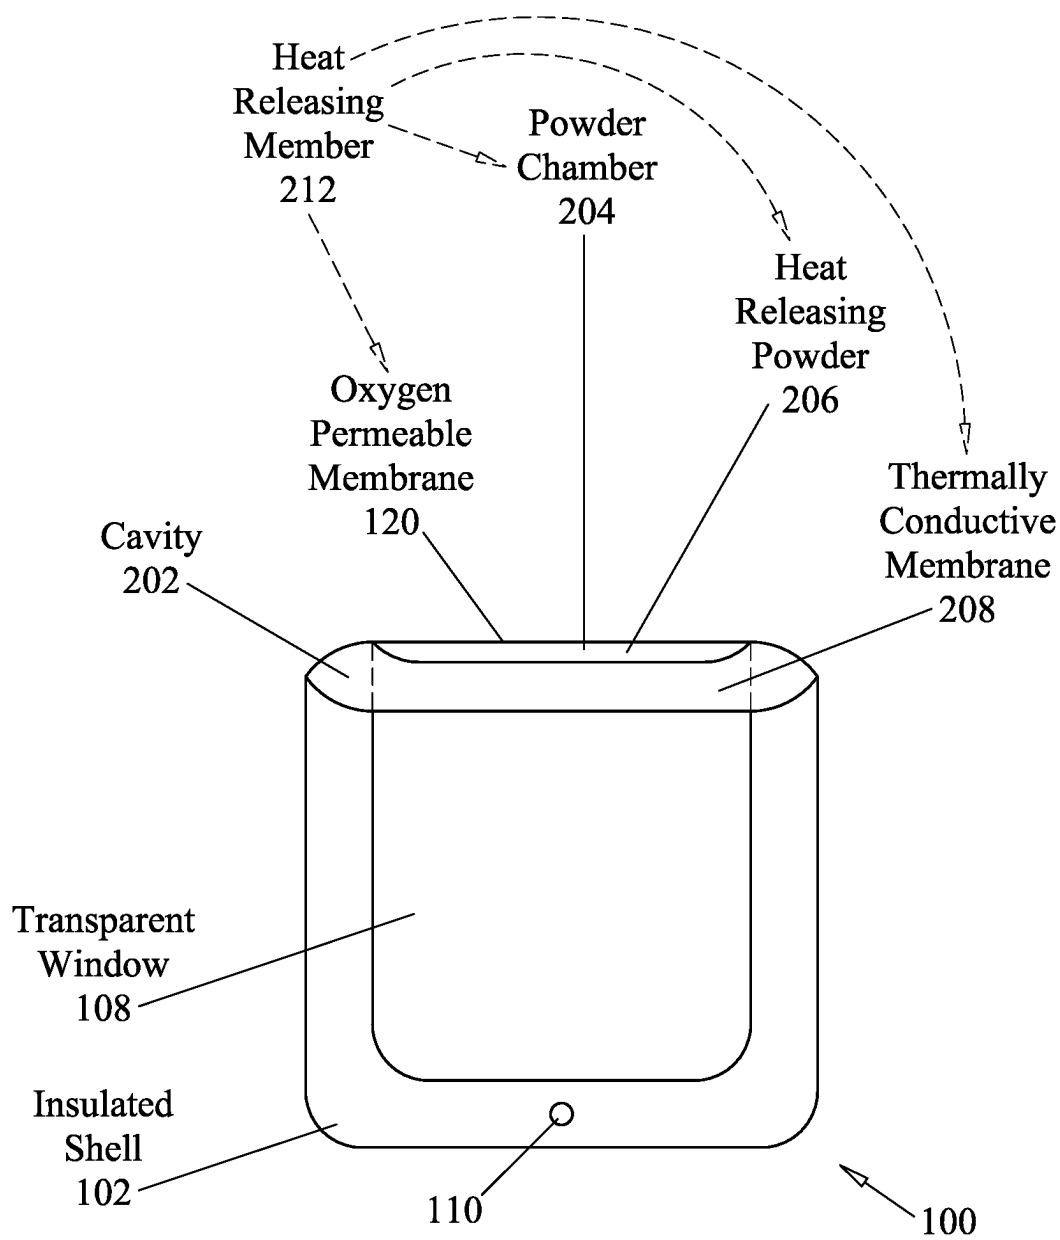 Heat
Releasing
Member
212
Powder
Chamber
204
Heat
Releasing
Powder
206
Oxygen
Permeable
Membrane
120
Thermally
Conductive
Membrane
208
Cavity
202
Transparent
Window
108
Insulated
Shell
102
110
100